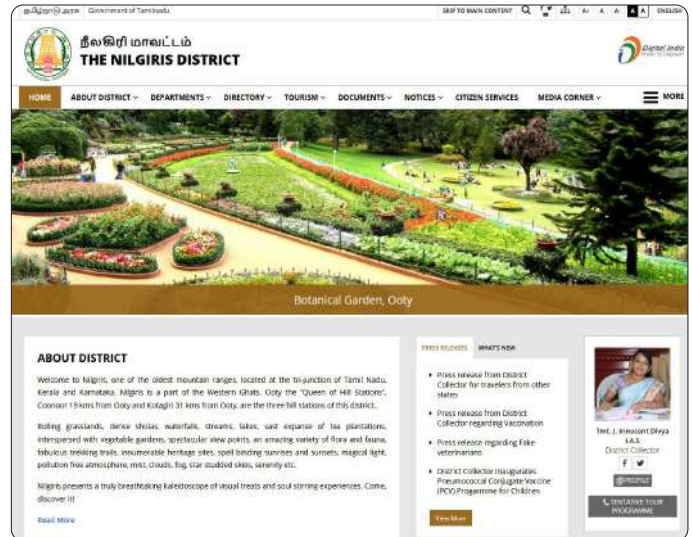 தமிழ்நாடு அரசு Government of Tamilnadu
SKIP TO MAIN CONTENT A+ A A- A A ENGLISH
நீலகிரி மாவட்டம்
THE NILGIRIS DISTRICT
Digital India
HOME ABOUT DISTRICT DEPARTMENTS DIRECTORY TOURISM DOCUMENTS NOTICES CITIZEN SERVICES MEDIA CORNER MORE
Botanical Garden, Ooty
ABOUT DISTRICT
Welcome to Nilgiris, one of the oldest mountain ranges, located at the tri-junction of Tamil Nadu,
Kerala and Karnataka. Nilgiris is a part of the Western Ghats. Ooty the "Queen of Hill Stations",
Coonoor 19 kms from Ooty and Kotagiri 31 kms from Ooty, are the three hill stations of this district.
Rolling grasslands, dense sholas, waterfalls, streams, lakes, vast expanse of tea plantations,
interspersed with vegetable gardens, spectacular view points, an amazing variety of flora and fauna,
fabulous trekking trails, innumerable heritage sites, spell binding sunrises and sunsets, magical light,
pollution free atmosphere, mist, clouds, fog, star studded skies, serenity etc.
Nilgiris presents a truly breathtaking kaleidoscope of visual treats and soul stirring experiences. Come,
discover it!
Read More
PRESS RELEASES WHAT'S NEW
Press release from District
Collector for travelers from other
states
Press release from District
Collector regarding Vaccination
Press release regarding Fake
veterinarians
District Collector inaugurates
Pneumococcal Conjugate Vaccine
(PCV) Programme for Children
View More
Tmt. J. Innocent Divya
I.A.S
District Collector
PROFILE
TENTATIVE TOUR
PROGRAMME